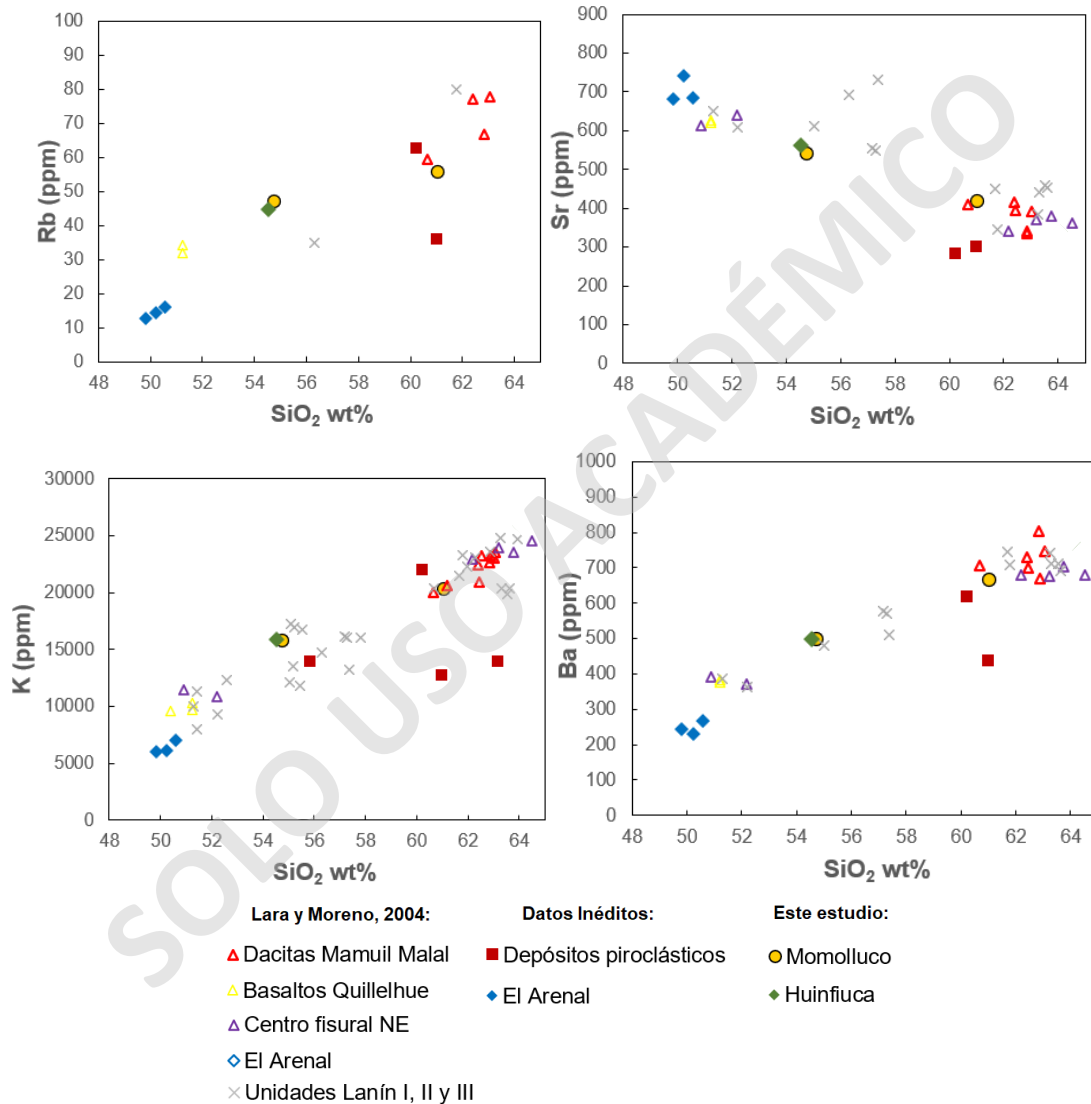 100
90
80
70
60
50
40
30
20
10
0
Rb (ppm)
48 50 52 54 56 58 60 62 64
SiO₂ wt%
900
800
700
600
500
400
300
200
100
0
Sr (ppm)
48 50 52 54 56 58 60 62 64
SiO₂ wt%
30000
25000
20000
15000
10000
5000
0
K (ppm)
48 50 52 54 56 58 60 62 64
SiO₂ wt%
1000
900
800
700
600
500
400
300
200
100
0
Ba (ppm)
48 50 52 54 56 58 60 62 64
SiO₂ wt%
SOLO USO ACADÉMICO
Lara y Moreno, 2004:
Dacitas Mamuil Malal
Basaltos Quillelhue
Centro fisural NE
El Arenal
Unidades Lanín I, II y III
Datos Inéditos:
Depósitos piroclásticos
El Arenal
Este estudio:
Momolluco
Huinfiuca